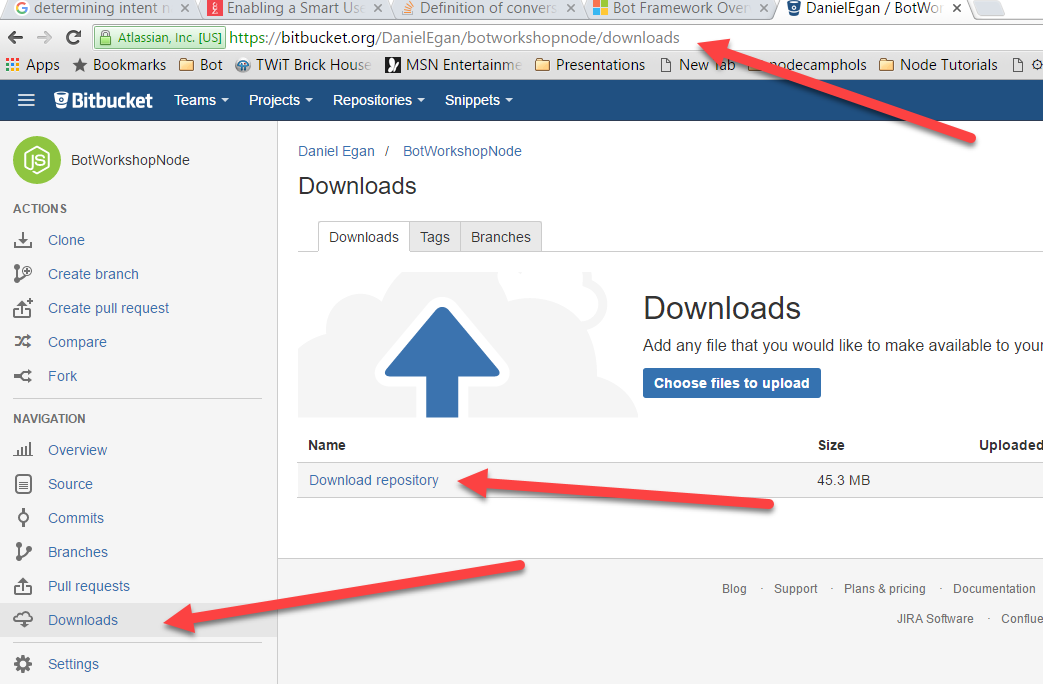 determining intent n
Enabling a Smart Use
Definition of convers
Bot Framework Over
DanielEgan / BotWor
Atlassian, Inc. [US] https://bitbucket.org/DanielEgan/botworkshopnode/downloads
Apps Bookmarks Bot TWiT Brick House MSN Entertainme Presentations New Tab nodecamphols Node Tutorials
Bitbucket Teams Projects Repositories Snippets
JS BotWorkshopNode
ACTIONS
Clone
Create branch
Create pull request
Compare
Fork
NAVIGATION
Overview
Source
Commits
Branches
Pull requests
Downloads
Settings
Daniel Egan / BotWorkshopNode
Downloads
Downloads Tags Branches
Downloads
Add any file that you would like to make available to your
Choose files to upload
Name Size Uploaded
Download repository 45.3 MB
Blog · Support · Plans & pricing · Documentation
JIRA Software · Conflue